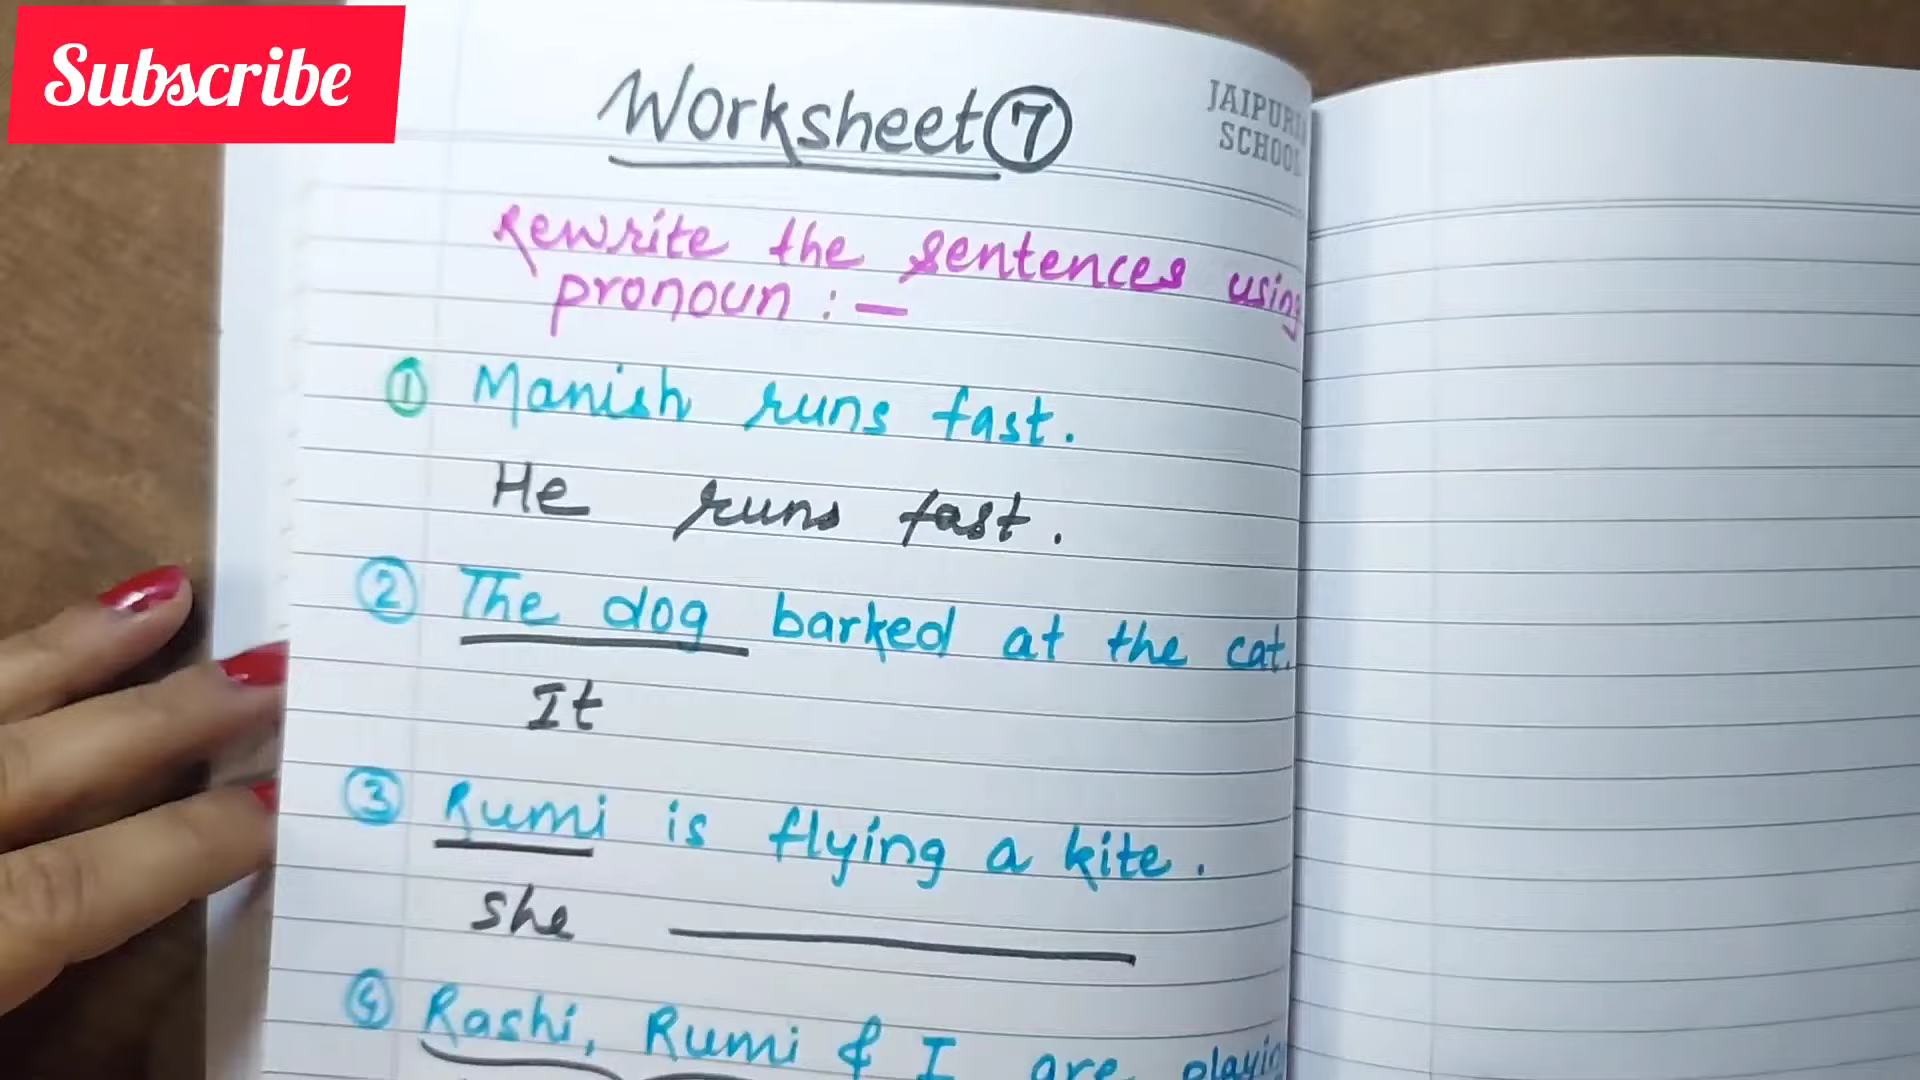 Subscribe
Worksheet 7
JAIPURIA
SCHOOL
Rewrite the sentences using
pronoun : —
① Manish runs fast.
He runs fast.
② The dog barked at the cat.
It
③ Rumi is flying a kite.
She
④ Rashi, Rumi & I are playing